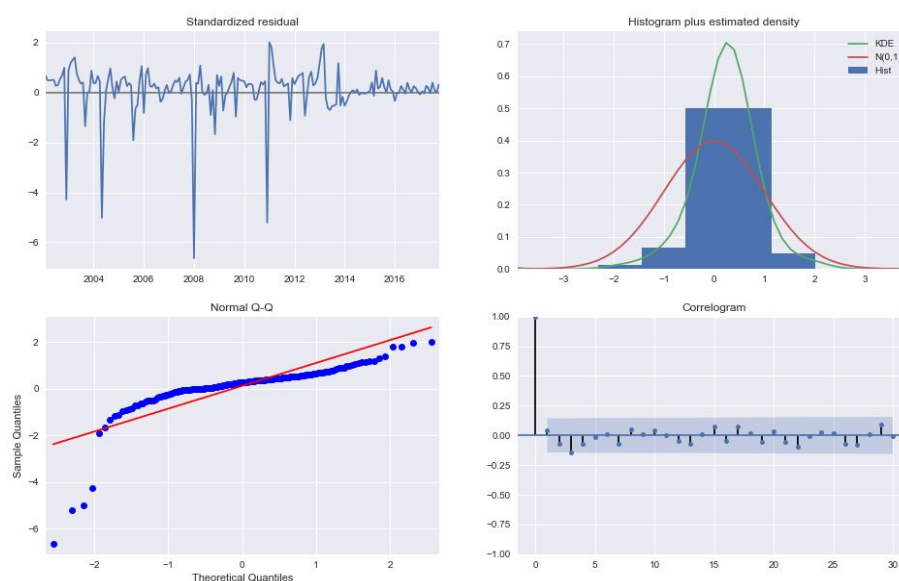 Standardized residual
2
0
−2
−4
−6
2004 2006 2008 2010 2012 2014 2016
Histogram plus estimated density
0.7
0.6
0.5
0.4
0.3
0.2
0.1
0.0
−3 −2 −1 0 1 2 3
KDE
N(0,1)
Hist
Normal Q-Q
Sample Quantiles
2
0
−2
−4
−6
−2 −1 0 1 2
Theoretical Quantiles
Correlogram
1.00
0.75
0.50
0.25
0.00
−0.25
−0.50
−0.75
−1.00
0 5 10 15 20 25 30